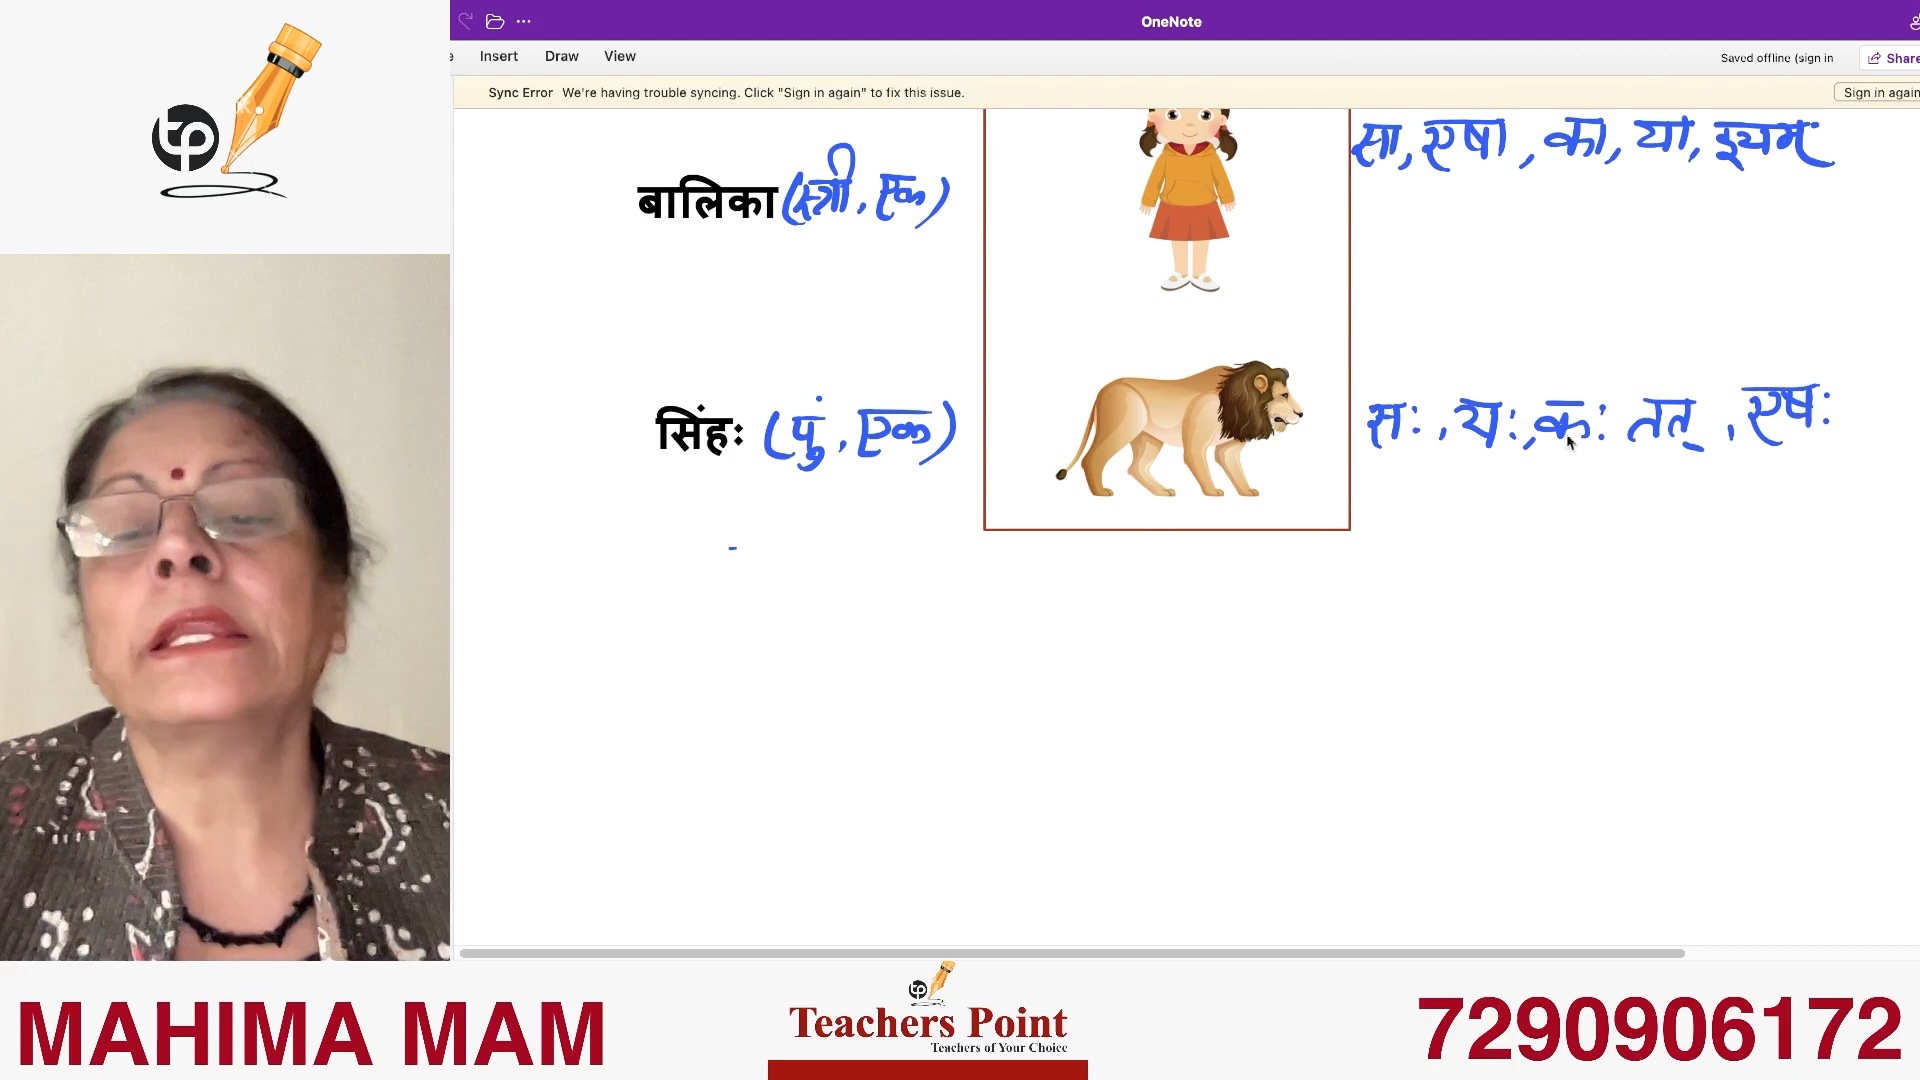 OneNote
Insert Draw View
Saved offline (sign in
Share
Sync Error We're having trouble syncing. Click "Sign in again" to fix this issue.
Sign in again
tp
सा, एषा, का, या, इयम्
बालिका (स्त्री, एक)
सिंहः (पुं, एक)
सः, यः, कः तत्, एषः
MAHIMA MAM
tp
Teachers Point
Teachers of Your Choice
7290906172